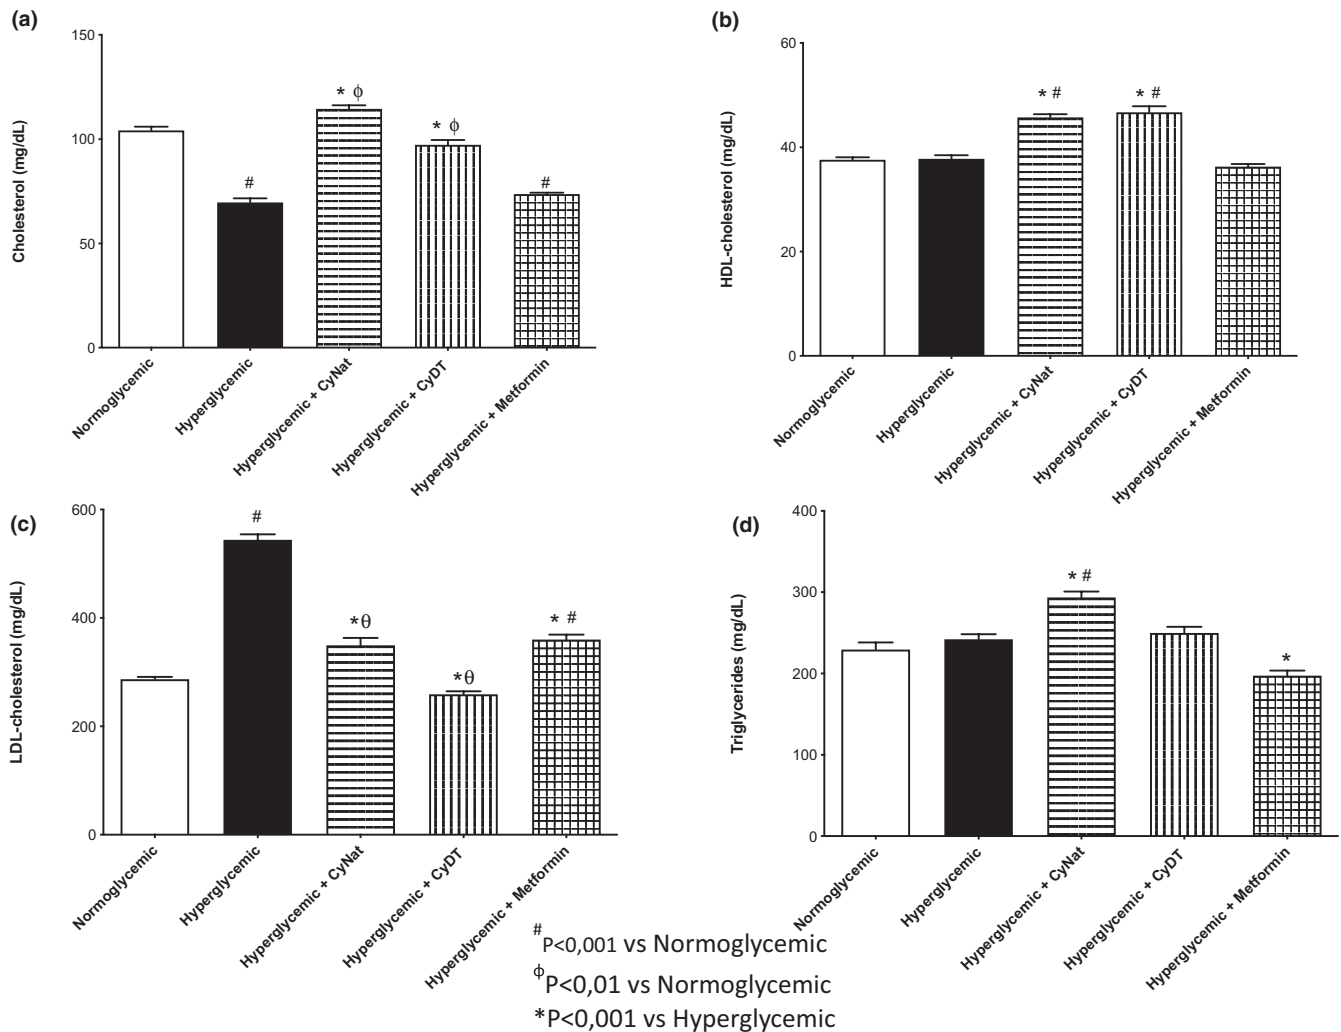 (a)
150
100
50
0
Cholesterol (mg/dL)
#
* ϕ
* ϕ
#
Normoglycemic
Hyperglycemic
Hyperglycemic + CyNat
Hyperglycemic + CyDT
Hyperglycemic + Metformin
(b)
60
40
20
0
HDL-cholesterol (mg/dL)
* #
* #
Normoglycemic
Hyperglycemic
Hyperglycemic + CyNat
Hyperglycemic + CyDT
Hyperglycemic + Metformin
(c)
600
400
200
0
LDL-cholesterol (mg/dL)
#
*θ
*θ
* #
Normoglycemic
Hyperglycemic
Hyperglycemic + CyNat
Hyperglycemic + CyDT
Hyperglycemic + Metformin
(d)
400
300
200
100
0
Triglycerides (mg/dL)
* #
*
Normoglycemic
Hyperglycemic
Hyperglycemic + CyNat
Hyperglycemic + CyDT
Hyperglycemic + Metformin
#P<0,001 vs Normoglycemic
ϕP<0,01 vs Normoglycemic
*P<0,001 vs Hyperglycemic